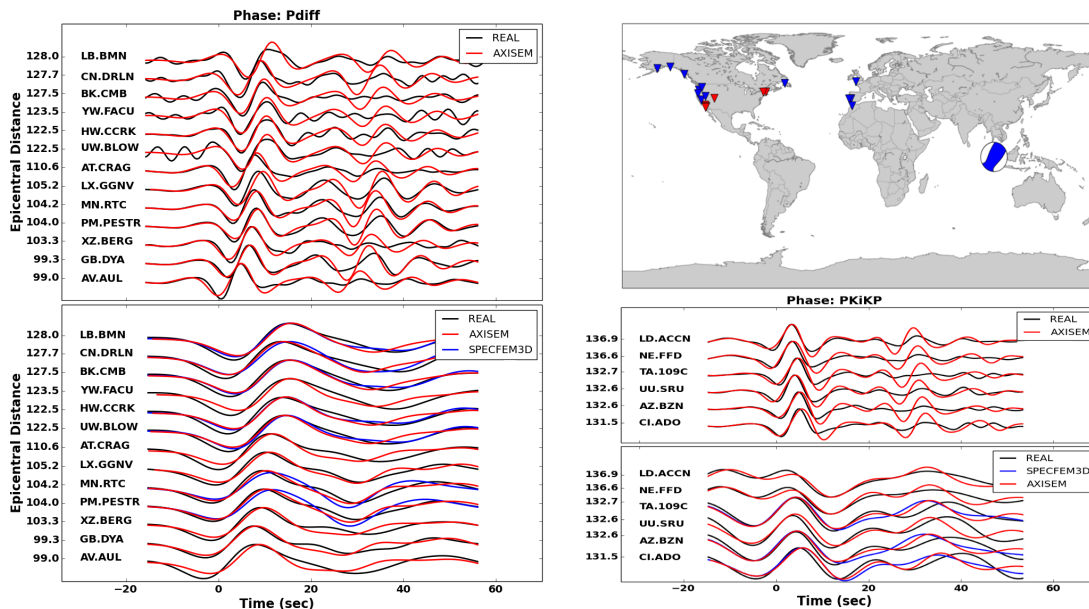 Phase: Pdiff
REAL
AXISEM
Epicentral Distance
128.0 LB.BMN
127.7 CN.DRLN
127.5 BK.CMB
123.5 YW.FACU
122.5 HW.CCRK
122.5 UW.BLOW
110.6 AT.CRAG
105.2 LX.GGNV
104.2 MN.RTC
104.0 PM.PESTR
103.3 XZ.BERG
99.3 GB.DYA
99.0 AV.AUL
REAL
AXISEM
SPECFEM3D
Epicentral Distance
128.0 LB.BMN
127.7 CN.DRLN
127.5 BK.CMB
123.5 YW.FACU
122.5 HW.CCRK
122.5 UW.BLOW
110.6 AT.CRAG
105.2 LX.GGNV
104.2 MN.RTC
104.0 PM.PESTR
103.3 XZ.BERG
99.3 GB.DYA
99.0 AV.AUL
−20 0 20 40 60
Time (sec)
Phase: PKiKP
REAL
AXISEM
136.9 LD.ACCN
136.6 NE.FFD
132.7 TA.109C
132.6 UU.SRU
132.6 AZ.BZN
131.5 CI.ADO
REAL
SPECFEM3D
AXISEM
136.9 LD.ACCN
136.6 NE.FFD
132.7 TA.109C
132.6 UU.SRU
132.6 AZ.BZN
131.5 CI.ADO
−20 0 20 40 60
Time (sec)